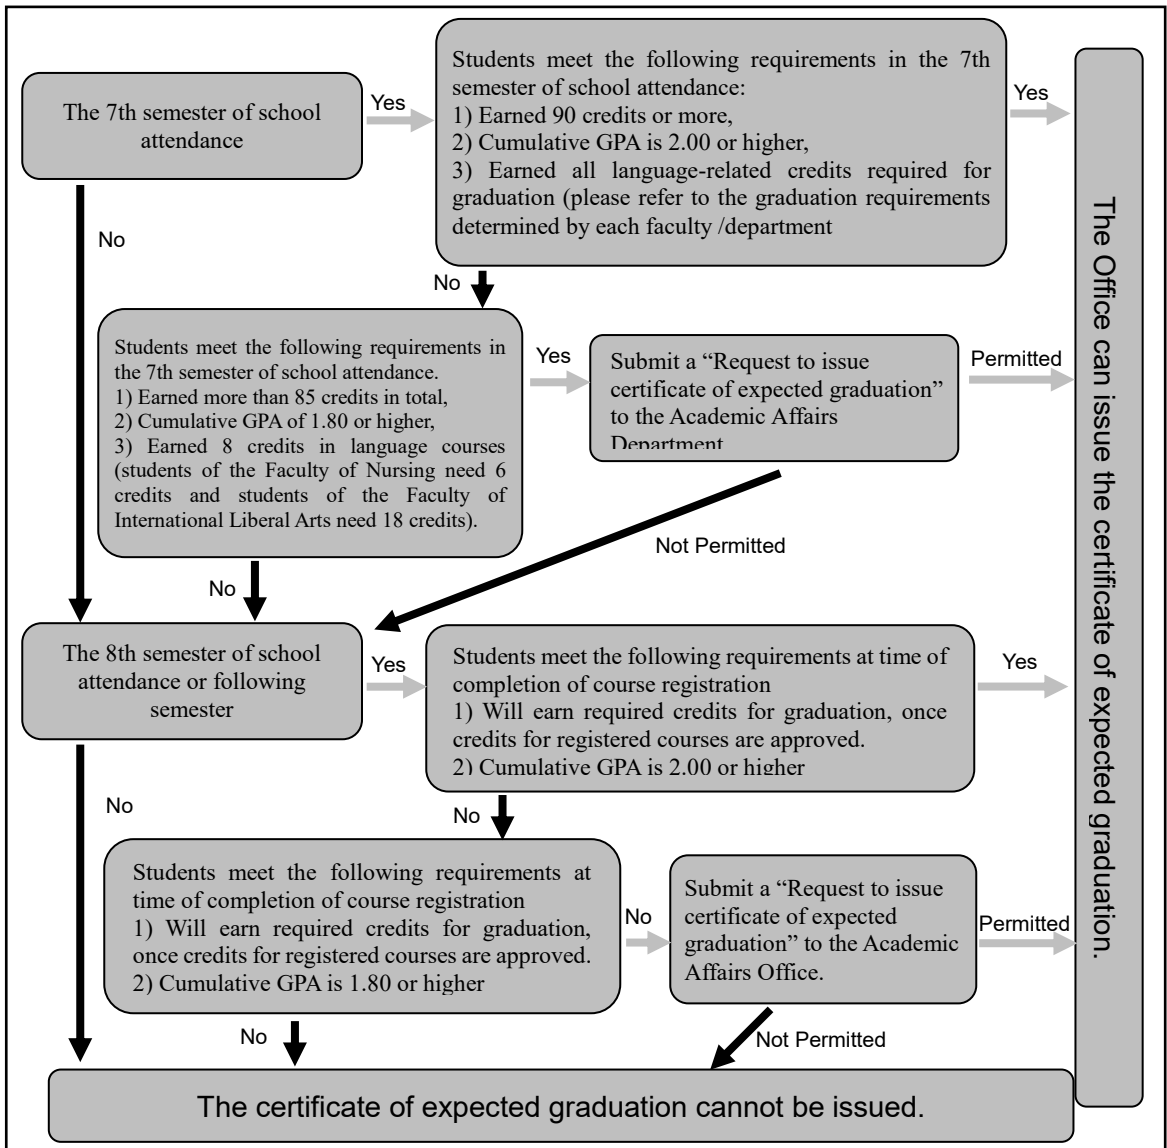 The 7th semester of school
attendance
Yes
Students meet the following requirements in the 7th
semester of school attendance:
1) Earned 90 credits or more,
2) Cumulative GPA is 2.00 or higher,
3) Earned all language-related credits required for
graduation (please refer to the graduation requirements
determined by each faculty /department
Yes
No
No
Students meet the following requirements in
the 7th semester of school attendance.
1) Earned more than 85 credits in total,
2) Cumulative GPA of 1.80 or higher,
3) Earned 8 credits in language courses
(students of the Faculty of Nursing need 6
credits and students of the Faculty of
International Liberal Arts need 18 credits).
Yes
Submit a “Request to issue
certificate of expected graduation”
to the Academic Affairs
Department
Permitted
Not Permitted
No
The 8th semester of school
attendance or following
semester
Yes
Students meet the following requirements at time of
completion of course registration
1) Will earn required credits for graduation, once
credits for registered courses are approved.
2) Cumulative GPA is 2.00 or higher
Yes
No
No
Students meet the following requirements at
time of completion of course registration
1) Will earn required credits for graduation,
once credits for registered courses are approved.
2) Cumulative GPA is 1.80 or higher
No
Submit a “Request to issue
certificate of expected
graduation” to the Academic
Affairs Office.
Permitted
No
Not Permitted
The certificate of expected graduation cannot be issued.
The Office can issue the certificate of expected graduation.